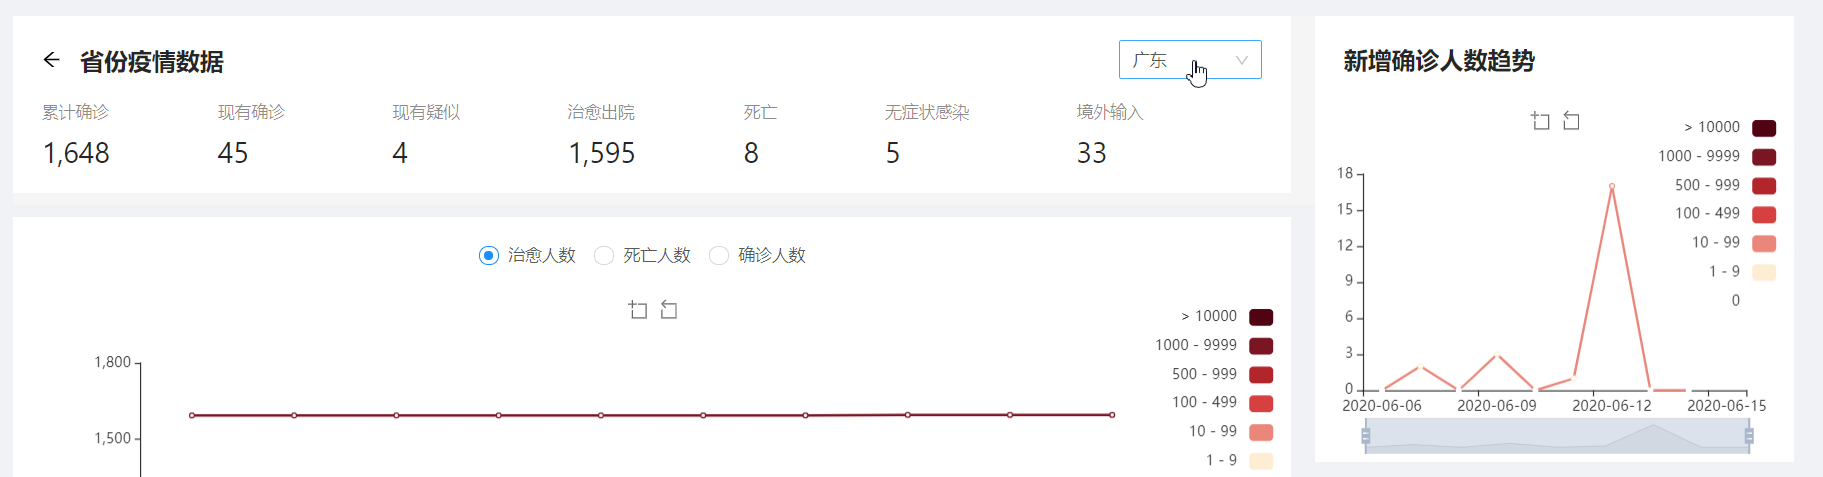 省份疫情数据
广东
累计确诊 现有确诊 现有疑似 治愈出院 死亡 无症状感染 境外输入
1,648 45 4 1,595 8 5 33
治愈人数 死亡人数 确诊人数
> 10000
1000 - 9999
500 - 999
100 - 499
10 - 99
1 - 9
1,800
1,500
新增确诊人数趋势
> 10000
1000 - 9999
500 - 999
100 - 499
10 - 99
1 - 9
0
18
15
12
9
6
3
0
2020-06-06 2020-06-09 2020-06-12 2020-06-15